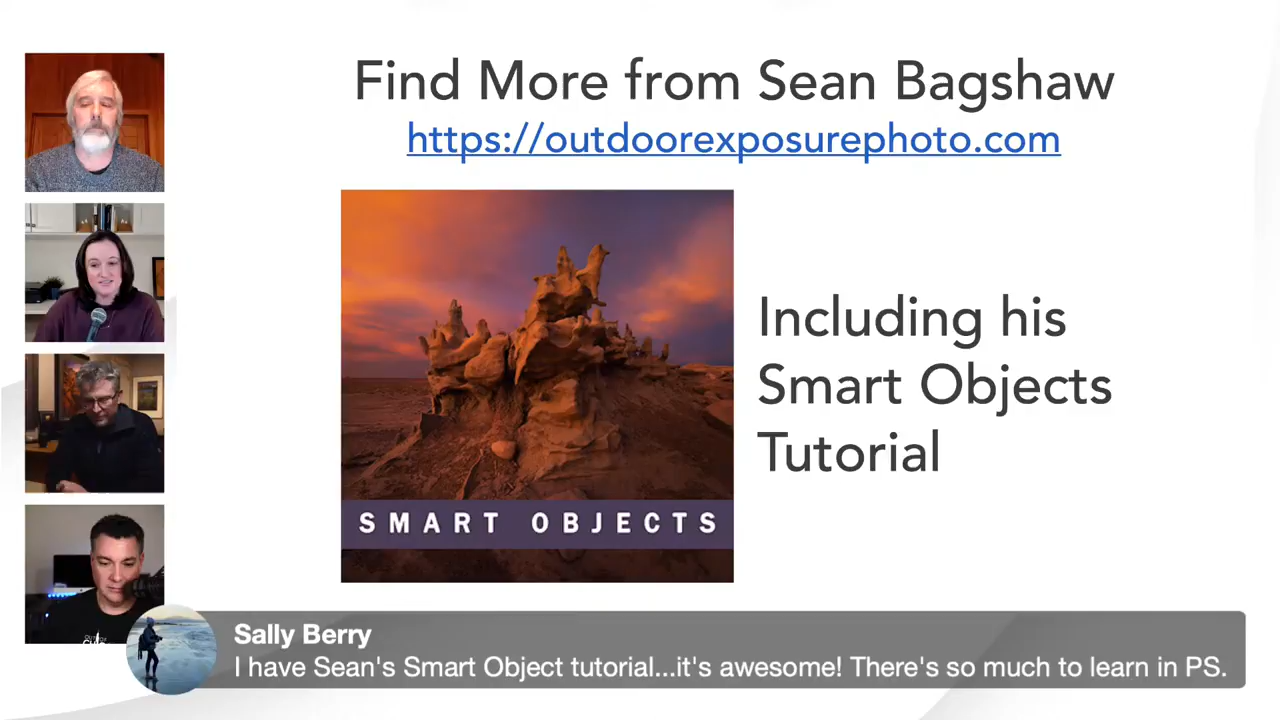 Find More from Sean Bagshaw
https://outdoorexposurephoto.com
Including his
Smart Objects
Tutorial
SMART OBJECTS
Sally Berry
I have Sean's Smart Object tutorial...it's awesome! There's so much to learn in PS.